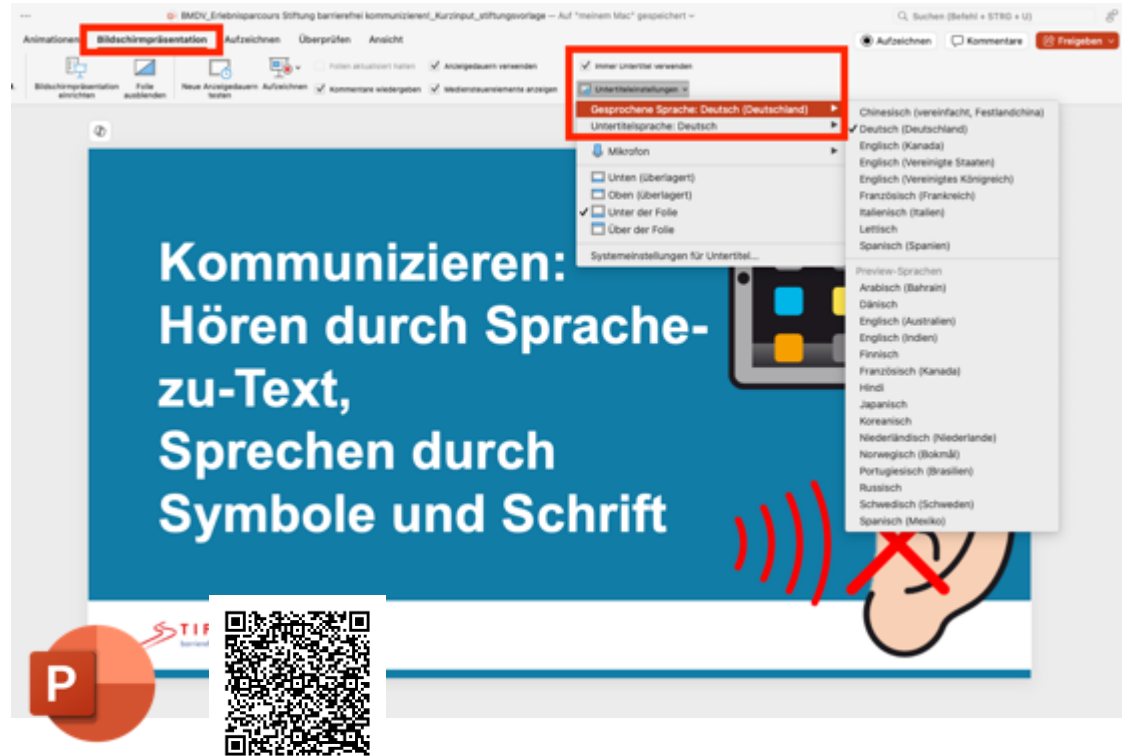 BMDV_Erlebnisparcours Stiftung barrierefrei kommunizieren!_Kurzinput_stiftungsvorlage — Auf "meinem Mac" gespeichert
Suchen (Befehl + STRG + U)
Animationen Bildschirmpräsentation Aufzeichnen Überprüfen Ansicht
Aufzeichnen Kommentare Freigeben
Folien aktualisiert halten Anzeigedauern verwenden Immer Untertitel verwenden
Bildschirmpräsentation einrichten
Folie ausblenden
Neue Anzeigedauern testen
Aufzeichnen
Kommentare wiedergeben Mediensteuerelemente anzeigen Untertiteleinstellungen
Gesprochene Sprache: Deutsch (Deutschland)
Untertitelsprache: Deutsch
Mikrofon
Unten (überlagert)
Oben (überlagert)
Unter der Folie
Über der Folie
Systemeinstellungen für Untertitel...
Chinesisch (vereinfacht, Festlandchina)
Deutsch (Deutschland)
Englisch (Kanada)
Englisch (Vereinigte Staaten)
Englisch (Vereinigtes Königreich)
Französisch (Frankreich)
Italienisch (Italien)
Lettisch
Spanisch (Spanien)
Preview-Sprachen
Arabisch (Bahrain)
Dänisch
Englisch (Australien)
Englisch (Indien)
Finnisch
Französisch (Kanada)
Hindi
Japanisch
Koreanisch
Niederländisch (Niederlande)
Norwegisch (Bokmål)
Portugiesisch (Brasilien)
Russisch
Schwedisch (Schweden)
Spanisch (Mexiko)
Kommunizieren:
Hören durch Sprache-
zu-Text,
Sprechen durch
Symbole und Schrift
STIF
P